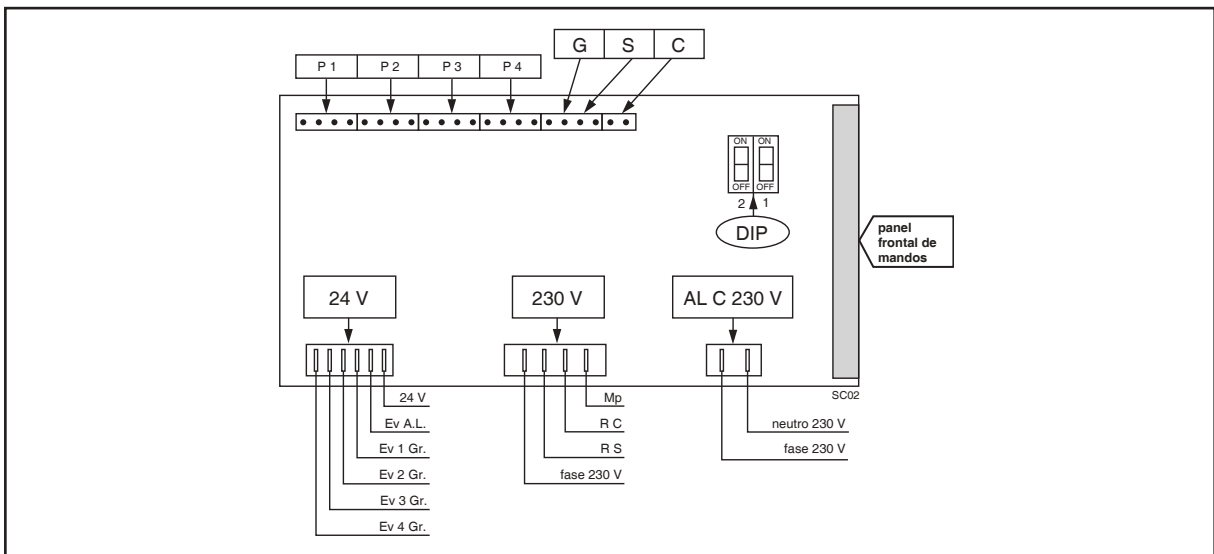 G S C
P 1 P 2 P 3 P 4
ON ON
OFF OFF
2 1
DIP
panel
frontal de
mandos
24 V
230 V
AL C 230 V
SC02
24 V
Ev A.L.
Ev 1 Gr.
Ev 2 Gr.
Ev 3 Gr.
Ev 4 Gr.
Mp
R C
R S
fase 230 V
neutro 230 V
fase 230 V